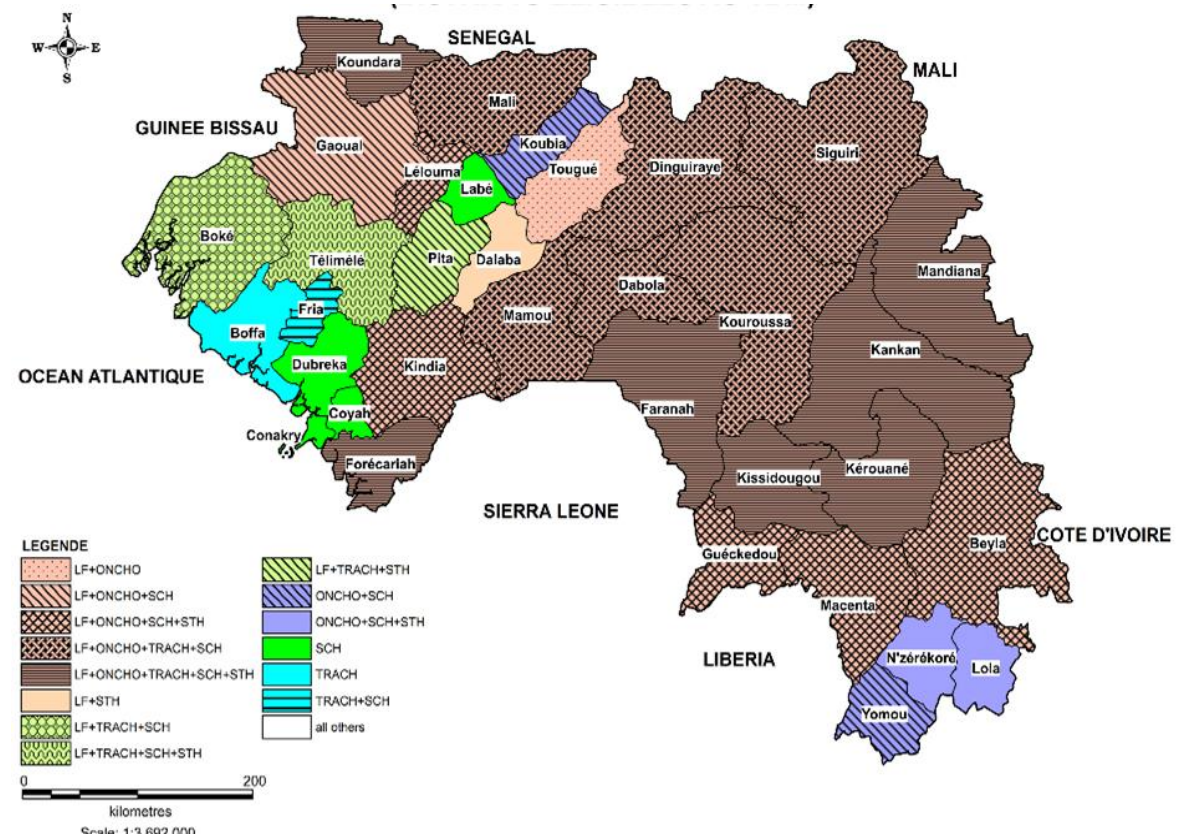 N
W E
S
SENEGAL
MALI
GUINEE BISSAU
Koundara
Mali
Koubia
Gaoual
Lélouma
Labé
Tougué
Dinguiraye
Siguiri
Boké
Télimélé
Pita
Dalaba
Dabola
Mandiana
Boffa
Fria
Mamou
Kouroussa
Kankan
OCEAN ATLANTIQUE
Dubreka
Kindia
Coyah
Faranah
Conakry
Forécariah
Kissidougou
Kérouané
SIERRA LEONE
COTE D'IVOIRE
Guéckedou
Beyla
Macenta
LIBERIA
N'zérékoré
Lola
Yomou
LEGENDE
LF+ONCHO
LF+ONCHO+SCH
LF+ONCHO+SCH+STH
LF+ONCHO+TRACH+SCH
LF+ONCHO+TRACH+SCH+STH
LF+STH
LF+TRACH+SCH
LF+TRACH+SCH+STH
LF+TRACH+STH
ONCHO+SCH
ONCHO+SCH+STH
SCH
TRACH
TRACH+SCH
all others
0 200
kilometres
Scale: 1:3,692,000